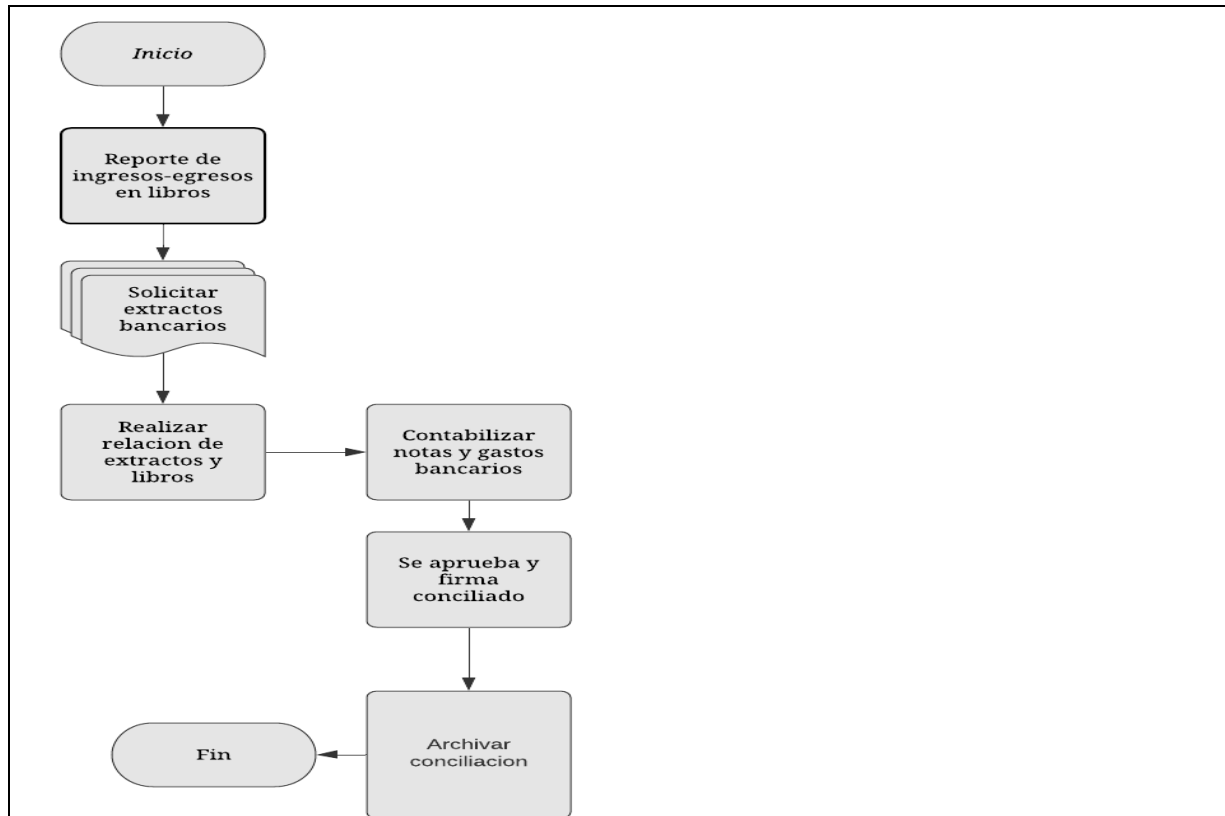 Inicio
Reporte de
ingresos-egresos
en libros
Solicitar
extractos
bancarios
Realizar
relacion de
extractos y
libros
Contabilizar
notas y gastos
bancarios
Se aprueba y
firma
conciliado
Archivar
conciliacion
Fin